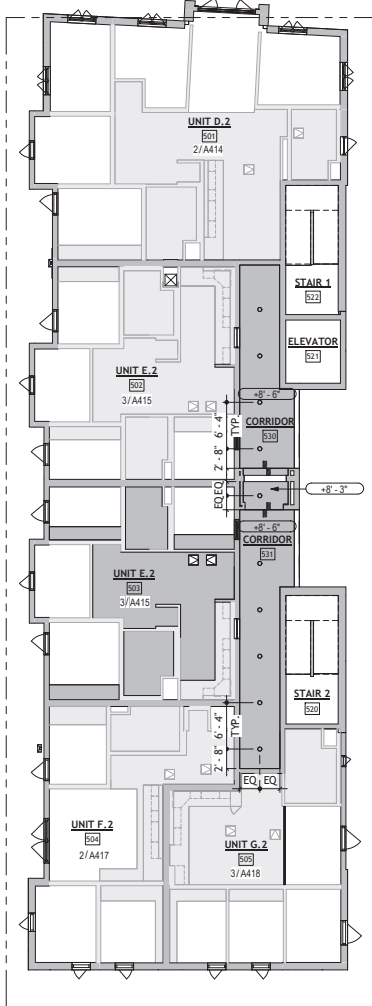 UNIT D.2
501
2/A414
STAIR 1
522
ELEVATOR
521
UNIT E.2
502
3/A415
+8' - 6"
CORRIDOR
530
6' - 4"
TYP.
2' - 8"
EQ
EQ
+8' - 3"
+8' - 6"
CORRIDOR
531
UNIT E.2
503
3/A415
STAIR 2
520
6' - 4"
TYP.
2' - 8"
EQ
EQ
UNIT F.2
504
2/A417
UNIT G.2
505
3/A418